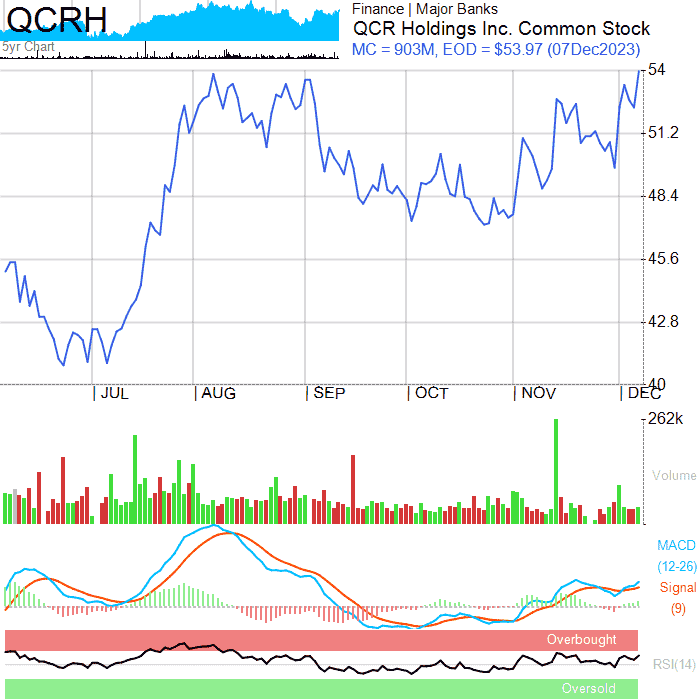 QCRH
5yr Chart
Finance | Major Banks
QCR Holdings Inc. Common Stock
MC = 903M, EOD = $53.97 (07Dec2023)
54
51.2
48.4
45.6
42.8
40
JUL AUG SEP OCT NOV DEC
262k
Volume
MACD
(12-26)
Signal
(9)
Overbought
RSI(14)
Oversold